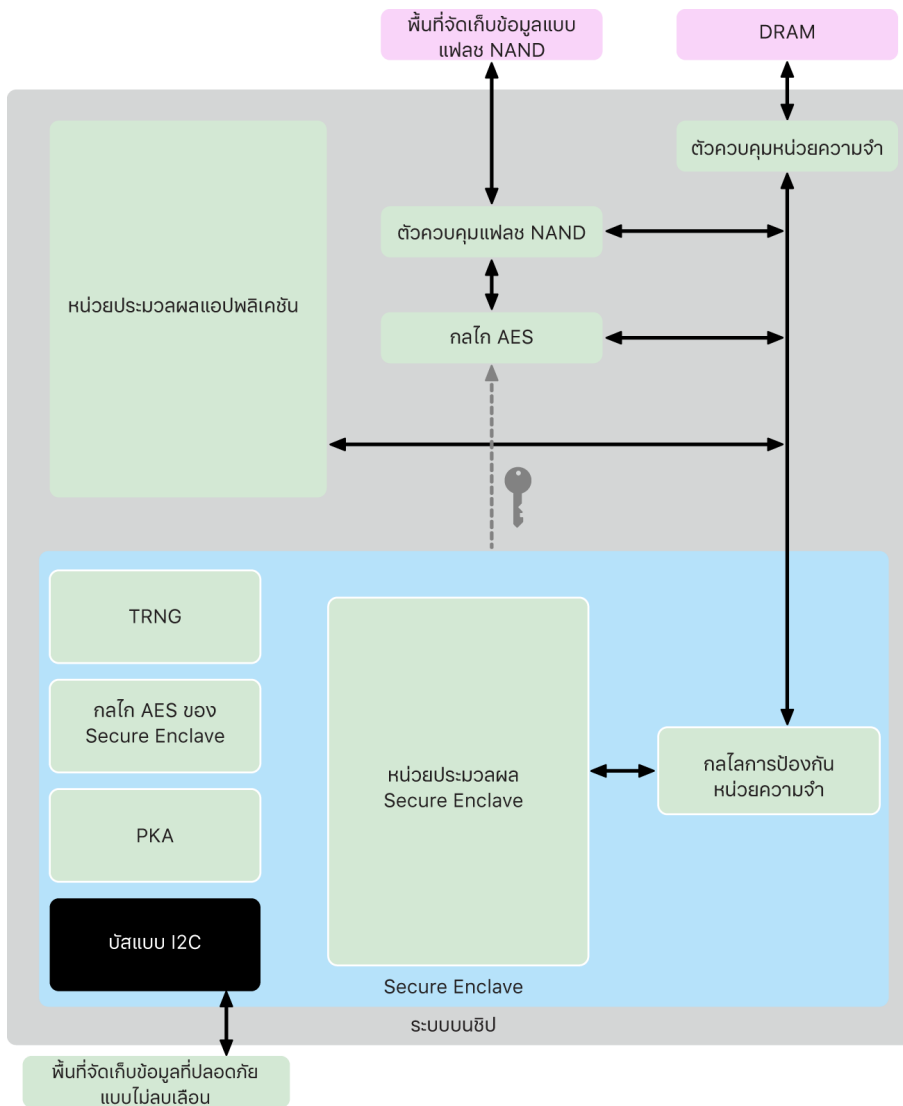 พื้นที่จัดเก็บข้อมูลแบบ
แฟลช NAND
DRAM
ตัวควบคุมหน่วยความจำ
ตัวควบคุมแฟลช NAND
หน่วยประมวลผลแอปพลิเคชัน
กลไก AES
TRNG
กลไก AES ของ
Secure Enclave
หน่วยประมวลผล
Secure Enclave
กลไลการป้องกัน
หน่วยความจำ
PKA
บัสแบบ I2C
Secure Enclave
ระบบบนชิป
พื้นที่จัดเก็บข้อมูลที่ปลอดภัย
แบบไม่ลบเลือน